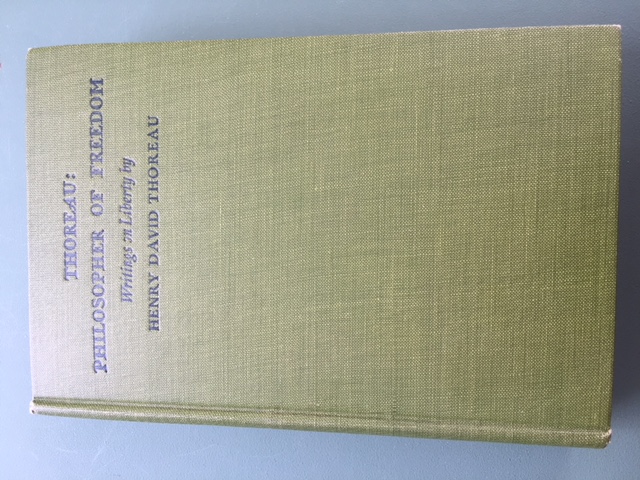 THOREAU:
PHILOSOPHER OF FREEDOM
Writings on Liberty by
HENRY DAVID THOREAU